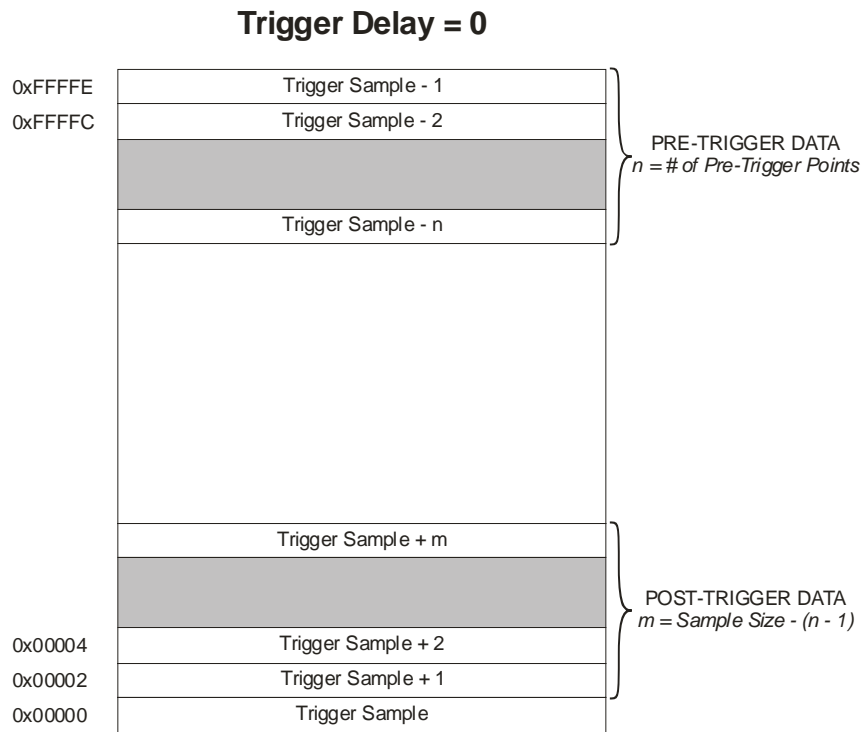 Trigger Delay = 0
0xFFFFE Trigger Sample - 1
0xFFFFC Trigger Sample - 2
PRE-TRIGGER DATA
n = # of Pre-Trigger Points
Trigger Sample - n
Trigger Sample + m
POST-TRIGGER DATA
m = Sample Size - (n - 1)
0x00004 Trigger Sample + 2
0x00002 Trigger Sample + 1
0x00000 Trigger Sample